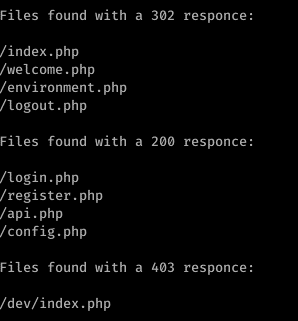 Files found with a 302 responce:
/index.php
/welcome.php
/environment.php
/logout.php
Files found with a 200 responce:
/login.php
/register.php
/api.php
/config.php
Files found with a 403 responce:
/dev/index.php